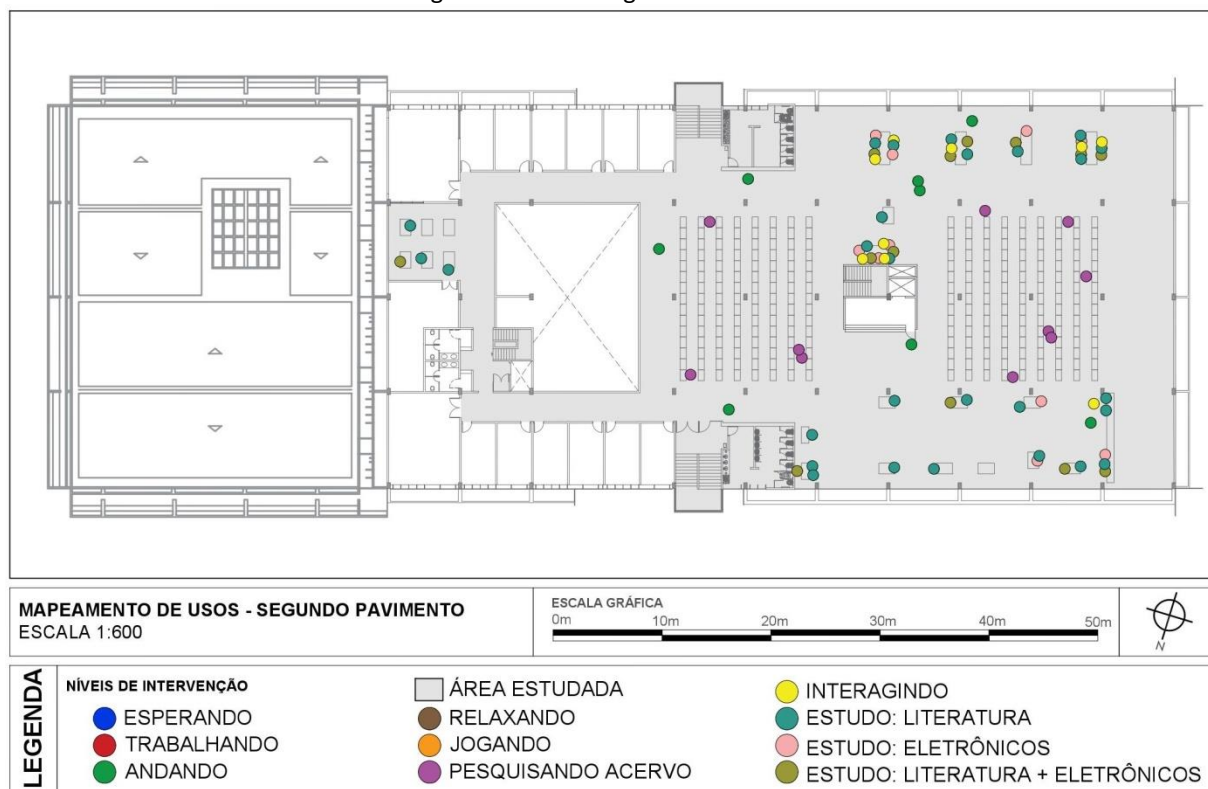 MAPEAMENTO DE USOS - SEGUNDO PAVIMENTO
ESCALA 1:600
ESCALA GRÁFICA
0m 10m 20m 30m 40m 50m
N
LEGENDA
NÍVEIS DE INTERVENÇÃO
ESPERANDO
TRABALHANDO
ANDANDO
ÁREA ESTUDADA
RELAXANDO
JOGANDO
PESQUISANDO ACERVO
INTERAGINDO
ESTUDO: LITERATURA
ESTUDO: ELETRÔNICOS
ESTUDO: LITERATURA + ELETRÔNICOS